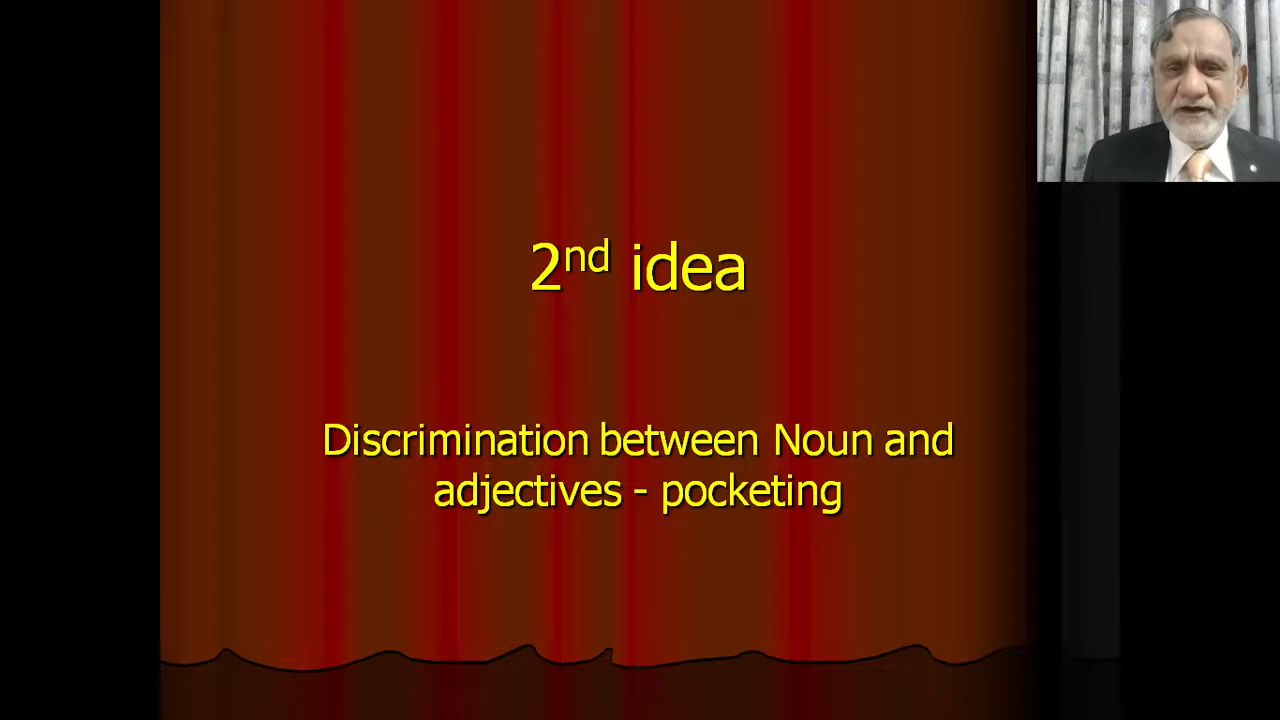 2nd idea
Discrimination between Noun and
adjectives - pocketing